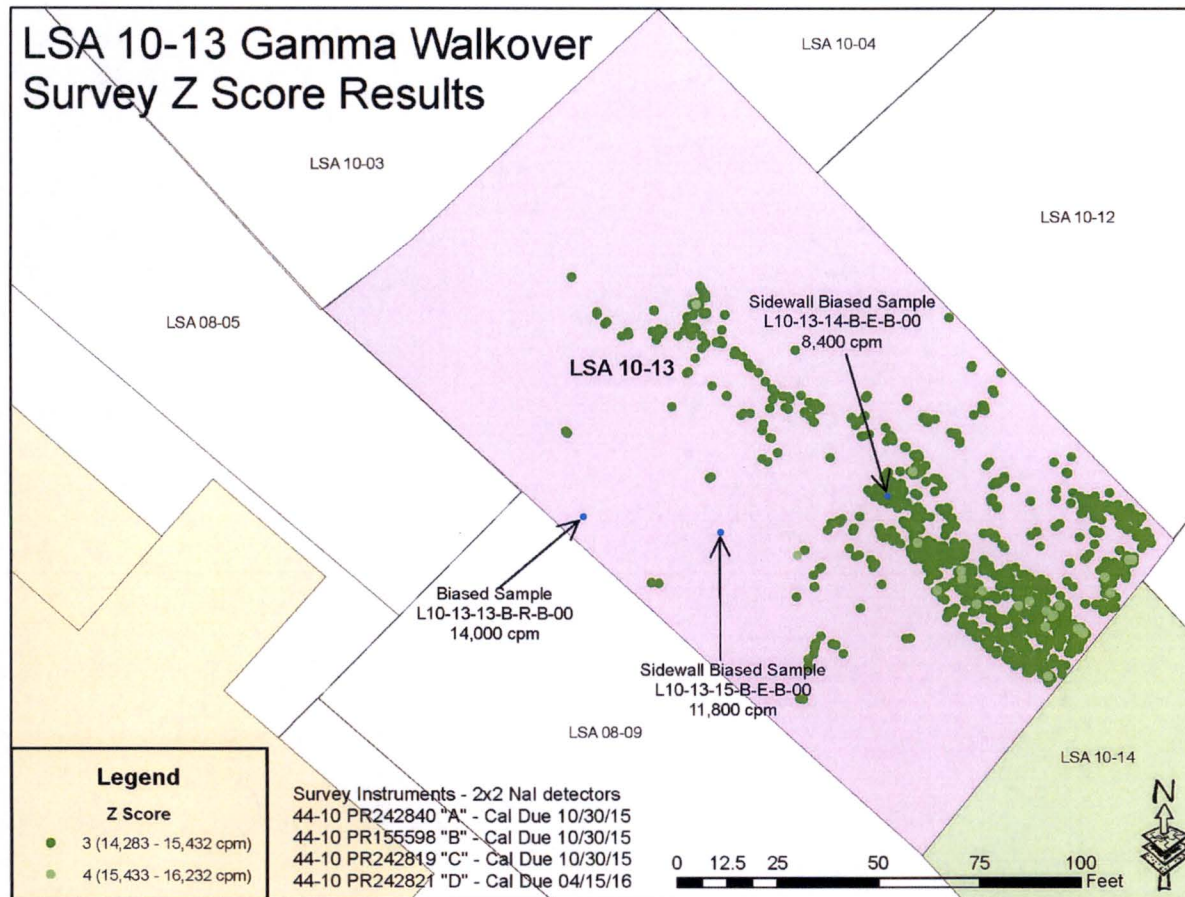 LSA 10-13 Gamma Walkover
Survey Z Score Results
LSA 10-04
LSA 10-03
LSA 10-12
LSA 08-05
Sidewall Biased Sample
L10-13-14-B-E-B-00
8,400 cpm
LSA 10-13
Biased Sample
L10-13-13-B-R-B-00
14,000 cpm
Sidewall Biased Sample
L10-13-15-B-E-B-00
11,800 cpm
LSA 08-09
LSA 10-14
Legend
Z Score
3 (14,283 - 15,432 cpm)
4 (15,433 - 16,232 cpm)
Survey Instruments - 2x2 NaI detectors
44-10 PR242840 "A" - Cal Due 10/30/15
44-10 PR155598 "B" - Cal Due 10/30/15
44-10 PR242819 "C" - Cal Due 10/30/15
44-10 PR242821 "D" - Cal Due 04/15/16
0 12.5 25 50 75 100
Feet
N